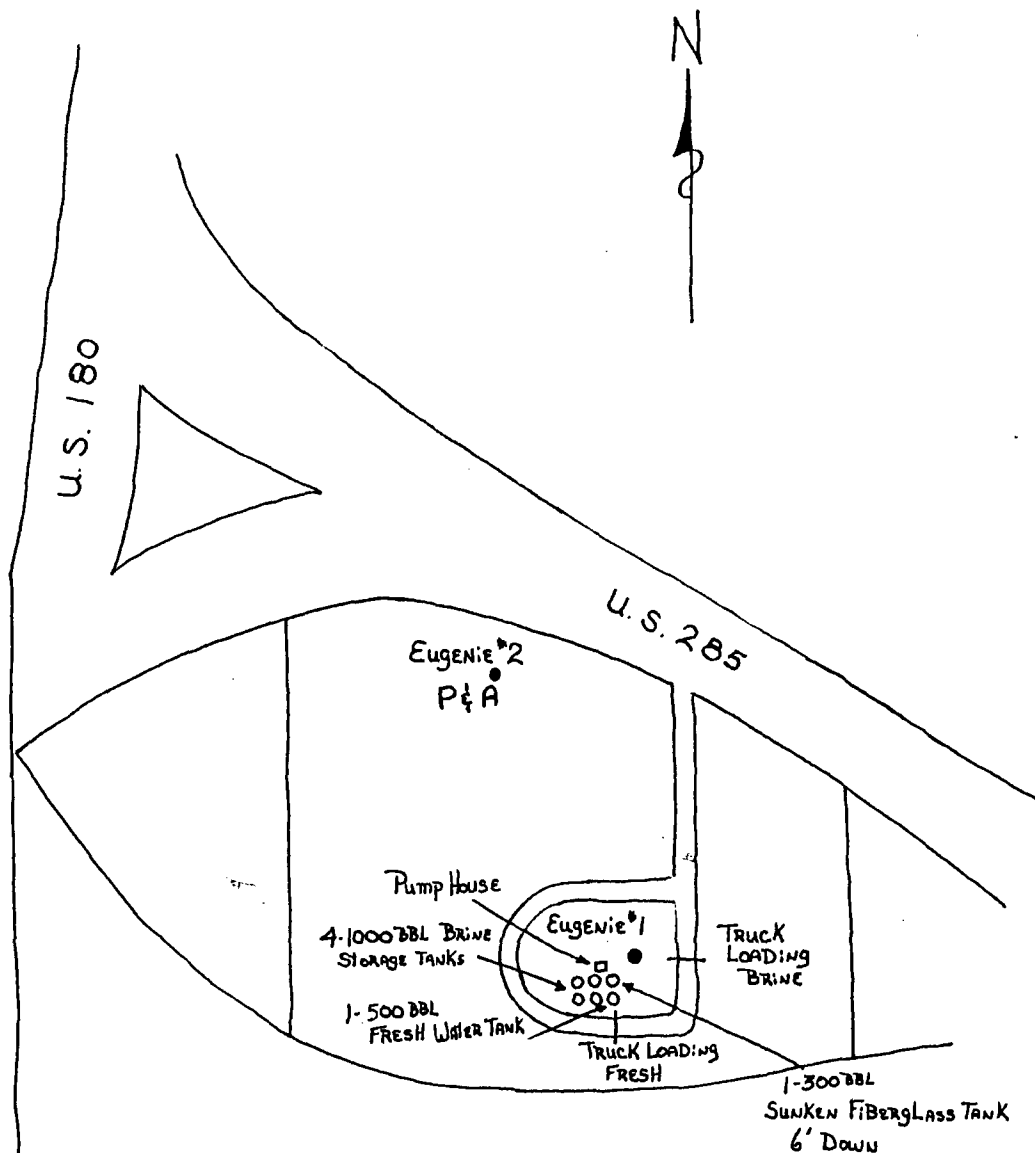 N
U.S. 180
U.S. 285
Eugenie #2
P & A
Pump House
Eugenie #1
4-1000 BBL Brine
Storage Tanks
Truck
Loading
Brine
1-500 BBL
Fresh Water Tank
Truck Loading
Fresh
1-300 BBL
Sunken Fiberglass Tank
6' Down